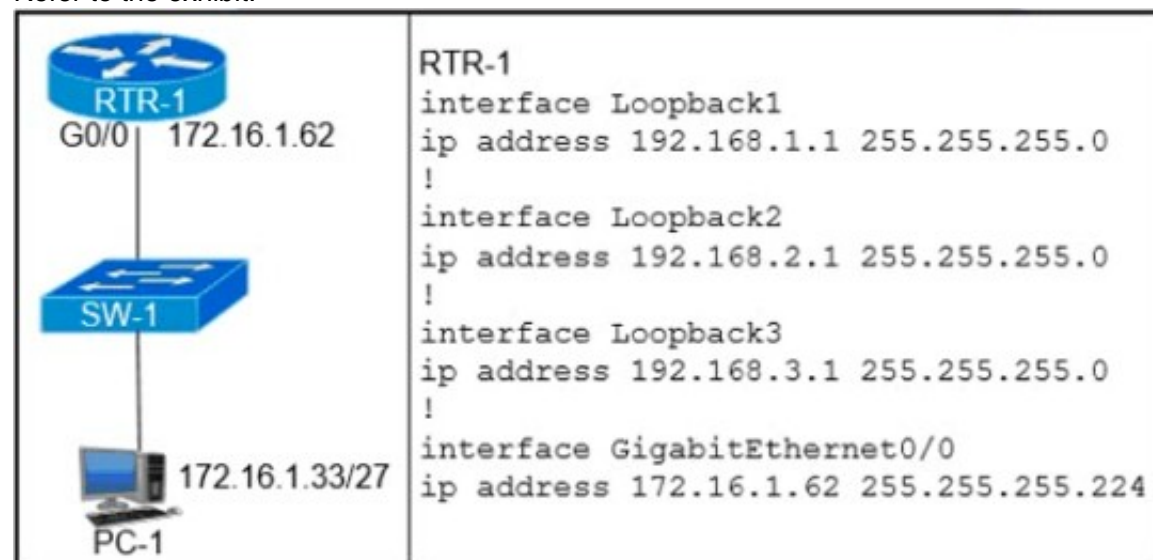 RTR-1
G0/0 172.16.1.62
SW-1
172.16.1.33/27
PC-1
RTR-1
interface Loopback1
ip address 192.168.1.1 255.255.255.0
!
interface Loopback2
ip address 192.168.2.1 255.255.255.0
!
interface Loopback3
ip address 192.168.3.1 255.255.255.0
!
interface GigabitEthernet0/0
ip address 172.16.1.62 255.255.255.224